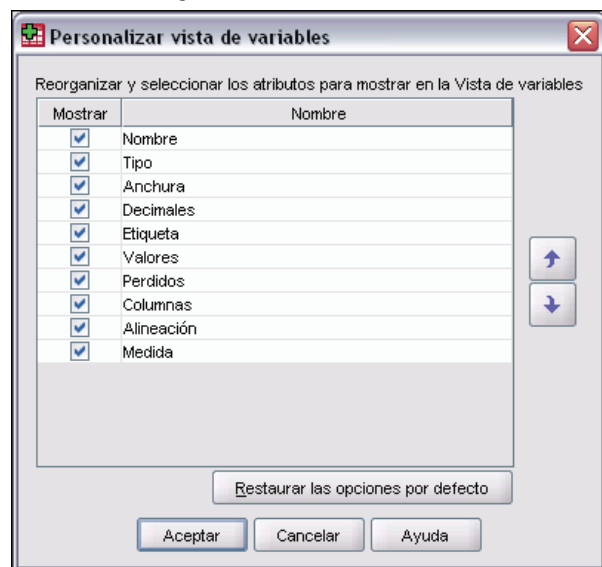 Personalizar vista de variables
Reorganizar y seleccionar los atributos para mostrar en la Vista de variables
Mostrar Nombre
Nombre
Tipo
Anchura
Decimales
Etiqueta
Valores
Perdidos
Columnas
Alineación
Medida
Restaurar las opciones por defecto
Aceptar Cancelar Ayuda